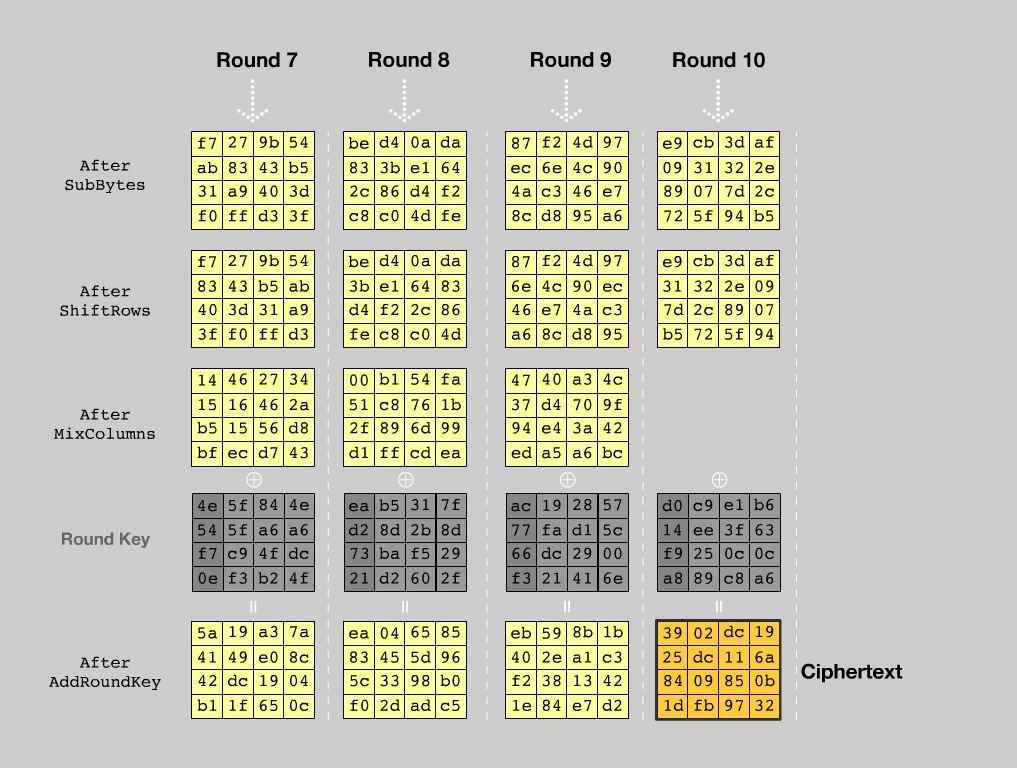 Round 7 Round 8 Round 9 Round 10
After
SubBytes
f7 27 9b 54 be d4 0a da 87 f2 4d 97 e9 cb 3d af
ab 83 43 b5 83 3b e1 64 ec 6e 4c 90 09 31 32 2e
31 a9 40 3d 2c 86 d4 f2 4a c3 46 e7 89 07 7d 2c
f0 ff d3 3f c8 c0 4d fe 8c d8 95 a6 72 5f 94 b5
After
ShiftRows
f7 27 9b 54 be d4 0a da 87 f2 4d 97 e9 cb 3d af
83 43 b5 ab 3b e1 64 83 6e 4c 90 ec 31 32 2e 09
40 3d 31 a9 d4 f2 2c 86 46 e7 4a c3 7d 2c 89 07
3f f0 ff d3 fe c8 c0 4d a6 8c d8 95 b5 72 5f 94
After
MixColumns
14 46 27 34 00 b1 54 fa 47 40 a3 4c
15 16 46 2a 51 c8 76 1b 37 d4 70 9f
b5 15 56 d8 2f 89 6d 99 94 e4 3a 42
bf ec d7 43 d1 ff cd ea ed a5 a6 bc
⊕ ⊕ ⊕ ⊕
Round Key
4e 5f 84 4e ea b5 31 7f ac 19 28 57 d0 c9 e1 b6
54 5f a6 a6 d2 8d 2b 8d 77 fa d1 5c 14 ee 3f 63
f7 c9 4f dc 73 ba f5 29 66 dc 29 00 f9 25 0c 0c
0e f3 b2 4f 21 d2 60 2f f3 21 41 6e a8 89 c8 a6
= = = =
After
AddRoundKey
5a 19 a3 7a ea 04 65 85 eb 59 8b 1b 39 02 dc 19
41 49 e0 8c 83 45 5d 96 40 2e a1 c3 25 dc 11 6a
42 dc 19 04 5c 33 98 b0 f2 38 13 42 84 09 85 0b
b1 1f 65 0c f0 2d ad c5 1e 84 e7 d2 1d fb 97 32
Ciphertext